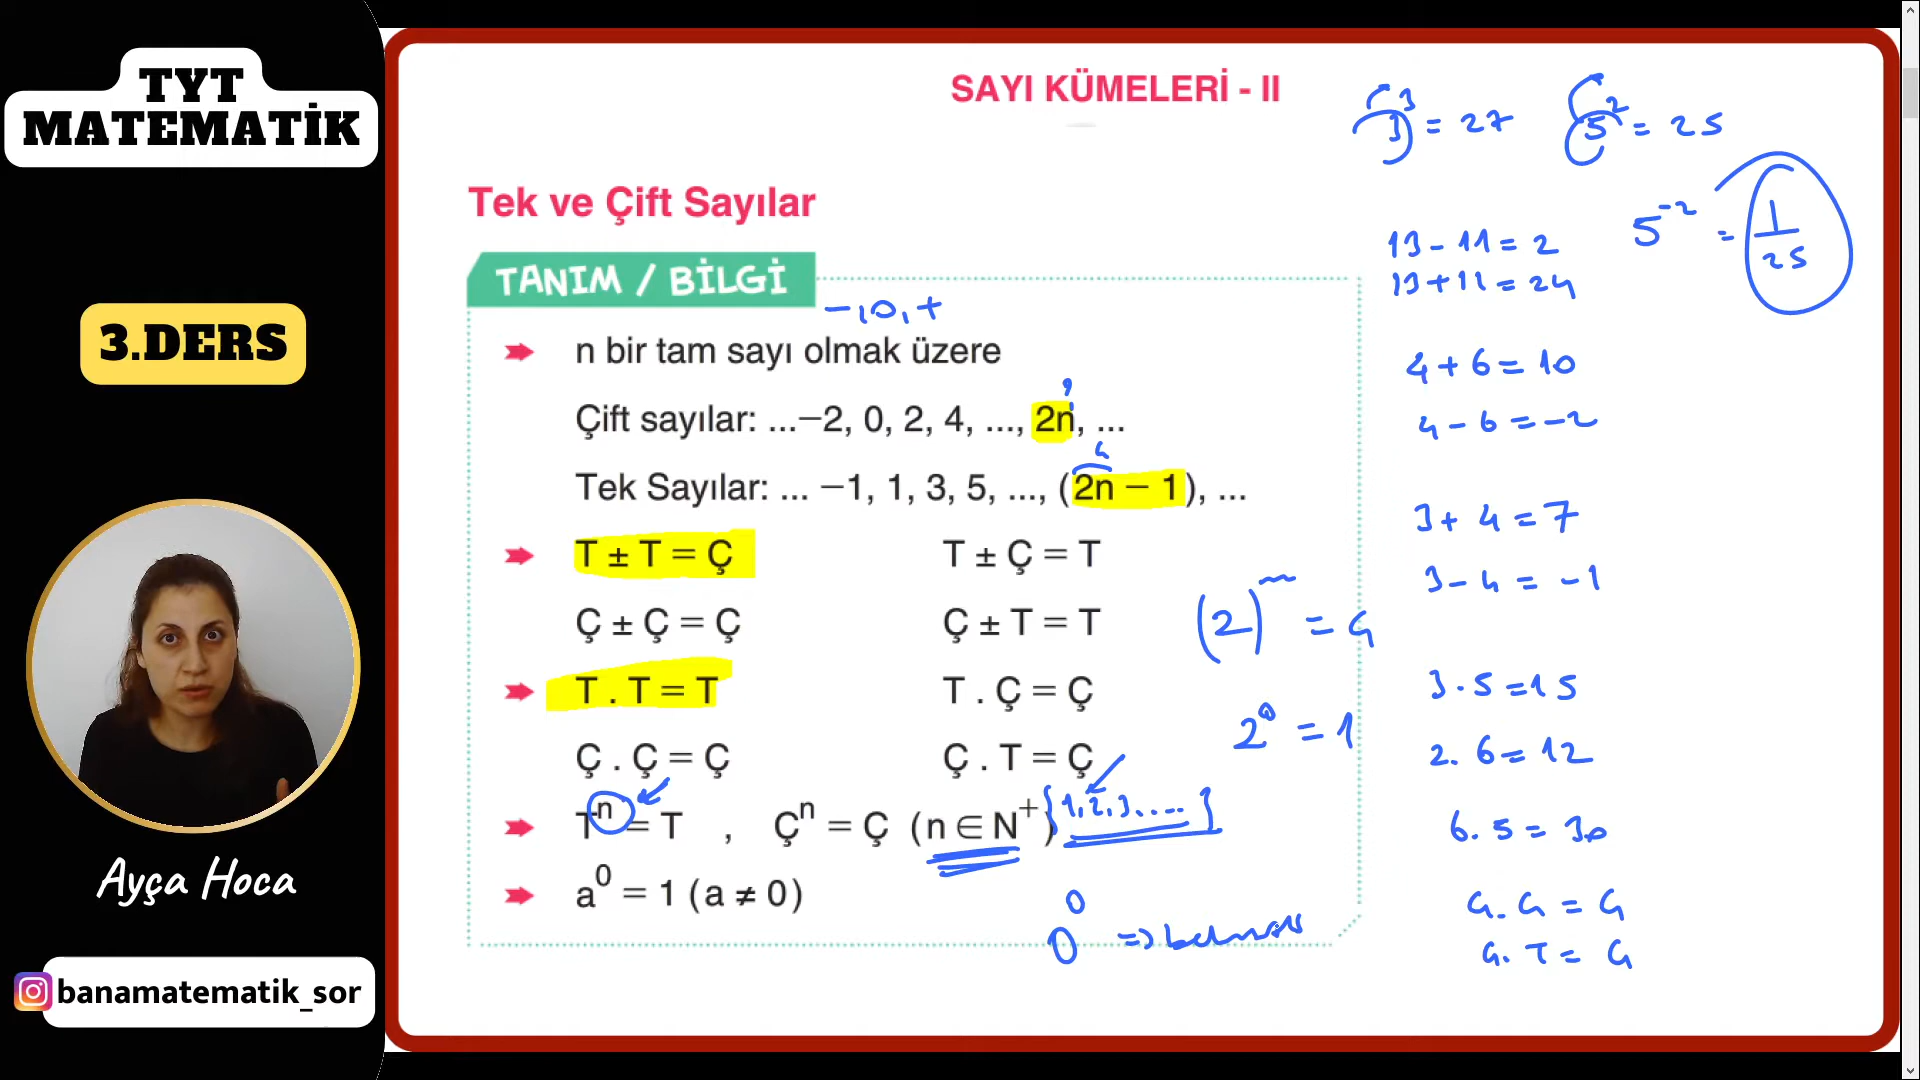 TYT
MATEMATİK
3.DERS
Ayça Hoca
banamatematik_sor
SAYI KÜMELERİ - II
Tek ve Çift Sayılar
TANIM / BİLGİ
−,0,+
n bir tam sayı olmak üzere
Çift sayılar: ...−2, 0, 2, 4, ..., 2n, ...
Tek Sayılar: ... −1, 1, 3, 5, ..., (2n − 1), ...
T ± T = Ç
T ± Ç = T
Ç ± Ç = Ç
Ç ± T = T
T . T = T
T . Ç = Ç
Ç . Ç = Ç
Ç . T = Ç
Tⁿ = T , Çⁿ = Ç (n ∈ N⁺)
{1,2,3,....}
a⁰ = 1 (a ≠ 0)
0⁰ =>
(2) = Ç
2⁰ = 1
3³ = 27
5² = 25
5⁻² = 1/25
13 - 11 = 2
13 + 11 = 24
4 + 6 = 10
4 - 6 = -2
3 + 4 = 7
3 - 4 = -1
3 . 5 = 15
2 . 6 = 12
6 . 5 = 30
Ç . Ç = Ç
Ç . T = Ç